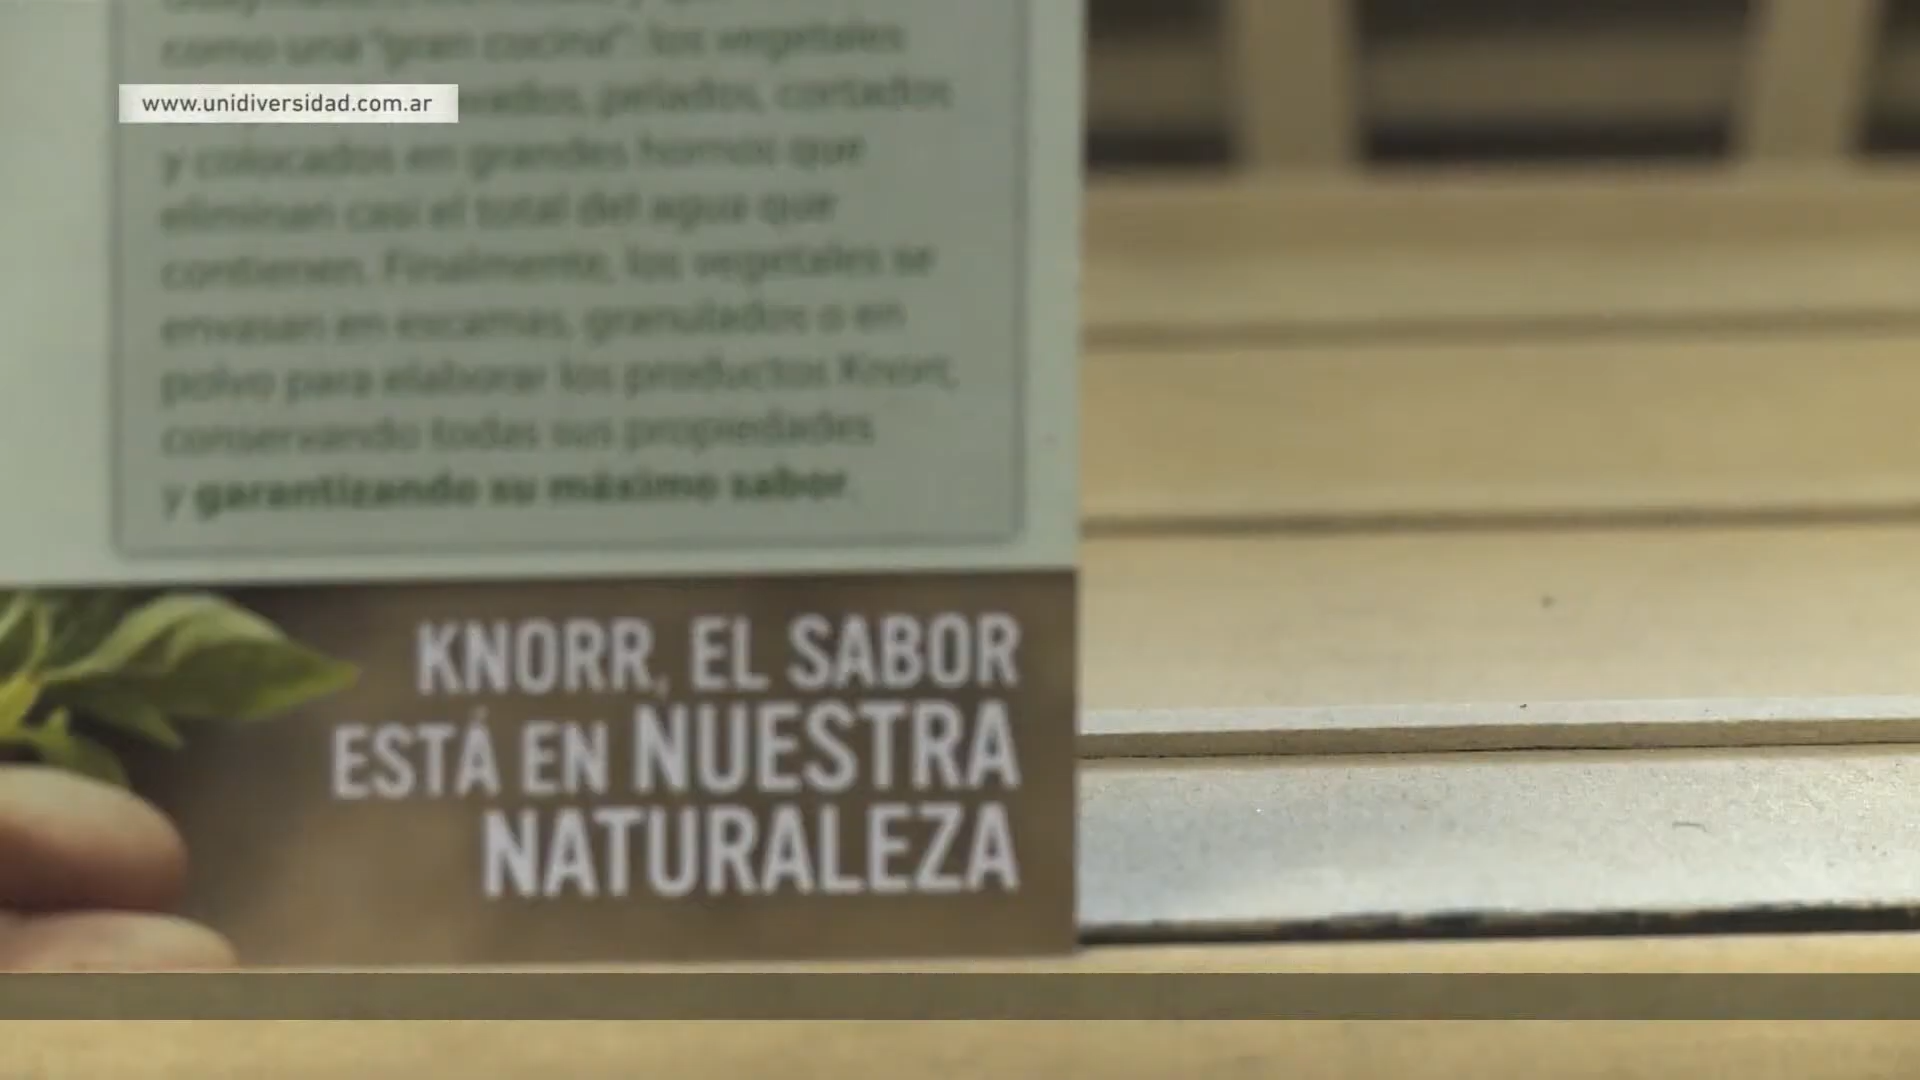 como una "gran cocina": los vegetales
www.unidiversidad.com.ar
pelados, cortados
y colocados en grandes hornos que
eliminan casi el total del agua que
contienen. Finalmente, los vegetales se
envasan en escamas, granulados o en
polvo para elaborar los productos Knorr,
conservando todas sus propiedades
y garantizando su máximo sabor.
KNORR, EL SABOR
ESTÁ EN NUESTRA
NATURALEZA